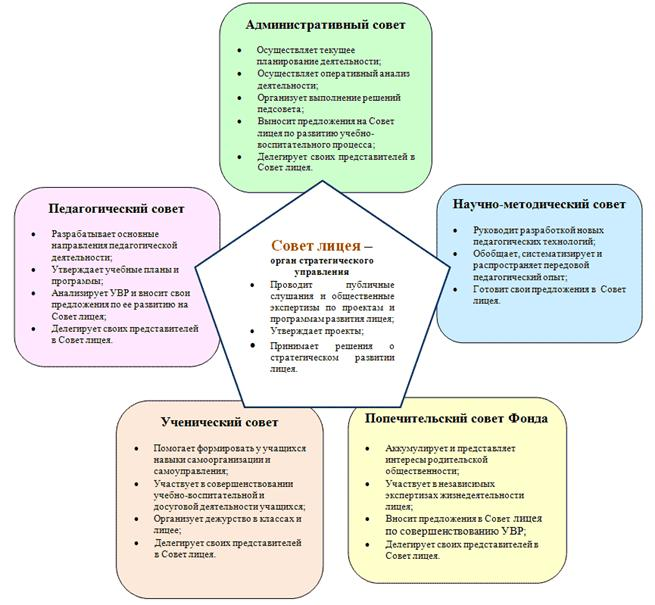 Административный совет
• Осуществляет текущее
планирование деятельности;
• Осуществляет оперативный анализ
деятельности;
• Организует выполнение решений
педсовета;
• Выносит предложения на Совет
лицея по развитию учебно-
воспитательного процесса;
• Делегирует своих представителей в
Совет лицея.
Педагогический совет
• Разрабатывает основные
направления педагогической
деятельности;
• Утверждает учебные планы и
программы;
• Анализирует УВР и вносит свои
предложения по ее развитию на
Совет лицея;
• Делегирует своих представителей
в Совет лицея.
Совет лицея –
орган стратегического
управления
• Проводит публичные
слушания и общественные
экспертизы по проектам и
программам развития лицея;
• Утверждает проекты;
• Принимает решения о
стратегическом развитии
лицея.
Научно-методический совет
• Руководит разработкой новых
педагогических технологий;
• Обобщает, систематизирует и
распространяет передовой
педагогический опыт;
• Готовит свои предложения в Совет
лицея.
Ученический совет
• Помогает формировать у учащихся
навыки самоорганизации и
самоуправления;
• Участвует в совершенствовании
учебно-воспитательной и
досуговой деятельности учащихся;
• Организует дежурство в классах и
лицее;
• Делегирует своих представителей
в Совет лицея.
Попечительский совет Фонда
• Аккумулирует и представляет
интересы родительской
общественности;
• Участвует в независимых
экспертизах жизнедеятельности
лицея;
• Вносит предложения в Совет лицея
по совершенствованию УВР;
• Делегирует своих представителей в
Совет лицея.